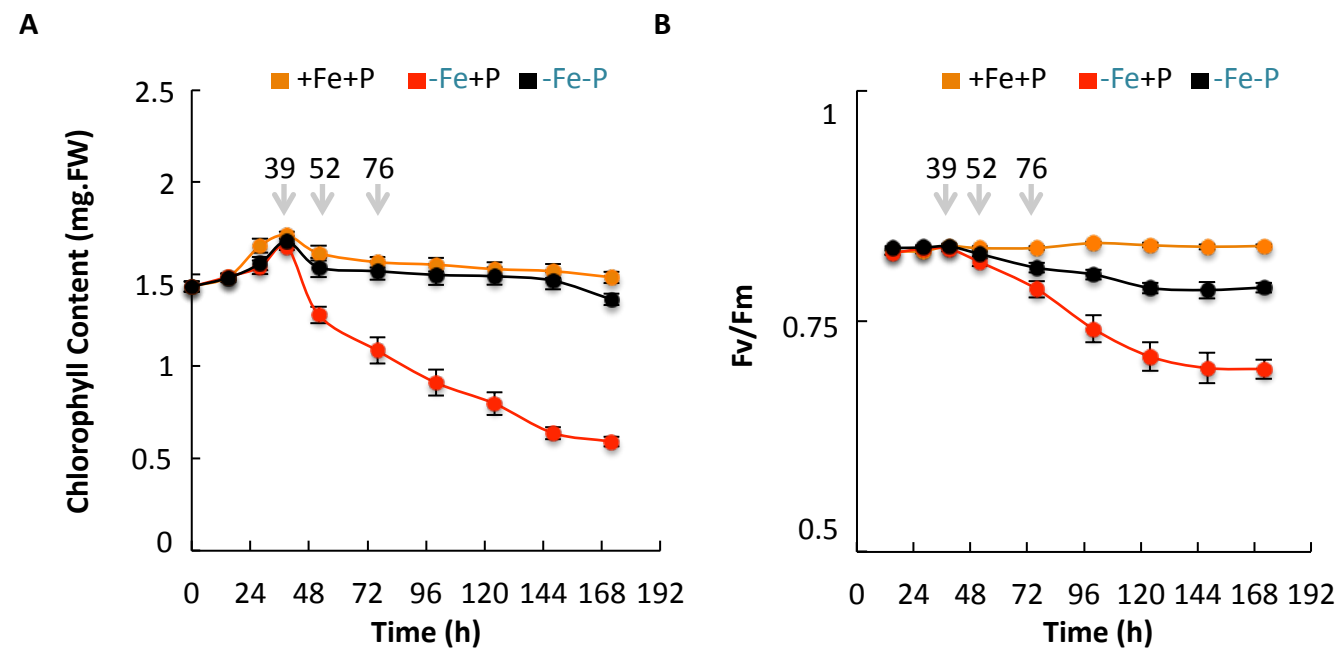 A
+Fe+P -Fe+P -Fe-P
2.5
2
1.5
1
0.5
0
39 52 76
Chlorophyll Content (mg.FW)
0 24 48 72 96 120 144 168 192
Time (h)
B
+Fe+P -Fe+P -Fe-P
1
0.75
0.5
39 52 76
Fv/Fm
0 24 48 72 96 120 144 168 192
Time (h)